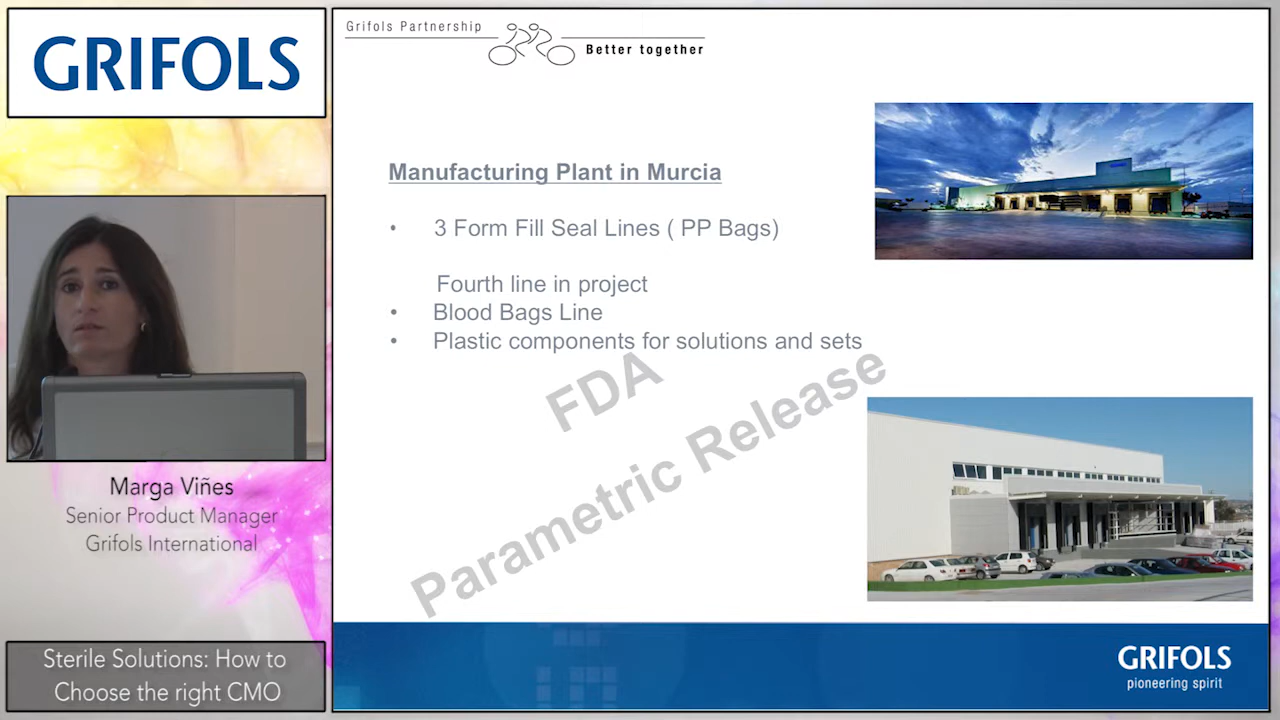 GRIFOLS
Marga Viñes
Senior Product Manager
Grifols International
Sterile Solutions: How to
Choose the right CMO
Grifols Partnership
Better together
Manufacturing Plant in Murcia
• 3 Form Fill Seal Lines ( PP Bags)
Fourth line in project
• Blood Bags Line
• Plastic components for solutions and sets
FDA
Parametric Release
GRIFOLS
pioneering spirit